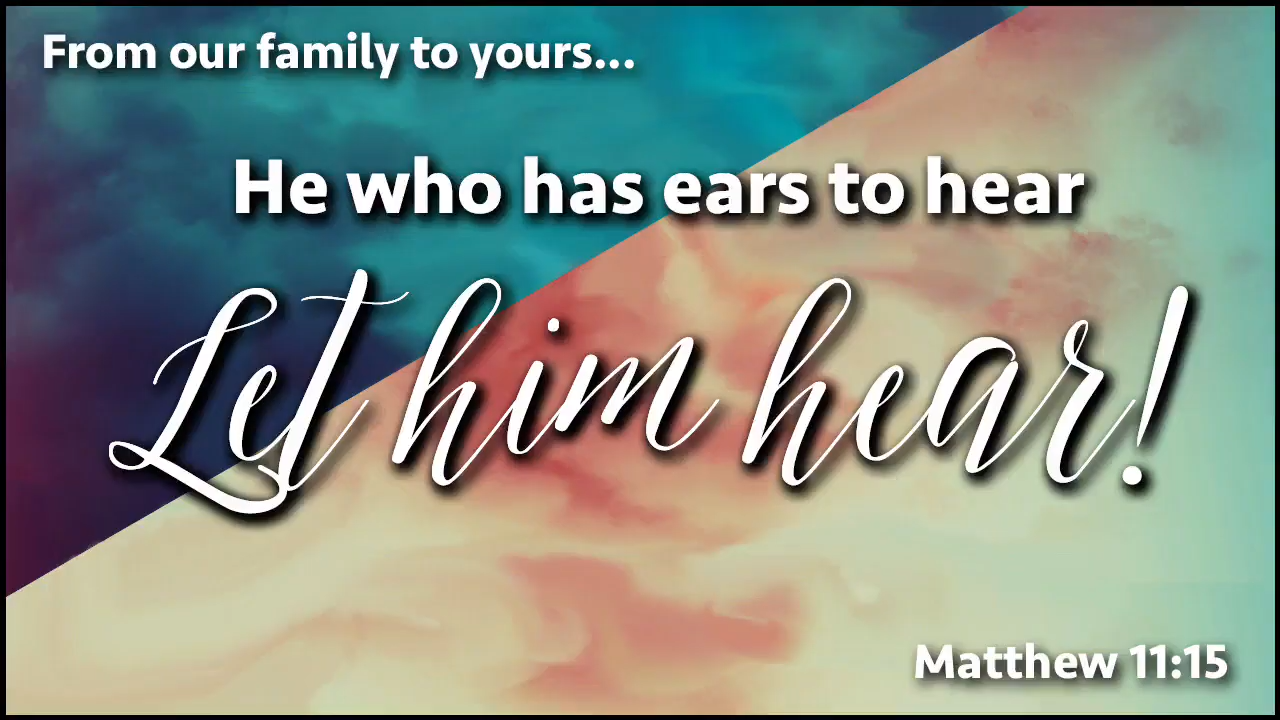 From our family to yours...
He who has ears to hear
Let him hear!
Matthew 11:15